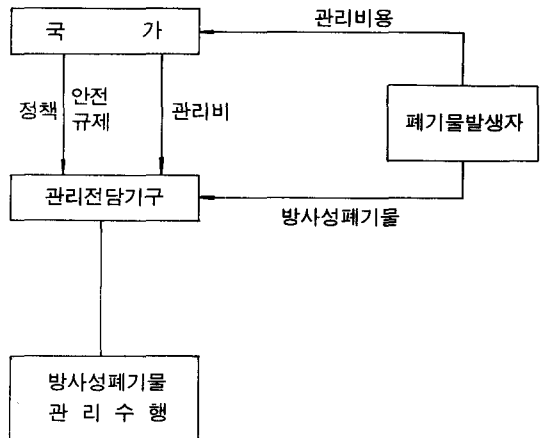 국 가
관리비용
정책
안전
규제
관리비
폐기물발생자
관리전담기구
방사성폐기물
방사성폐기물
관 리 수 행